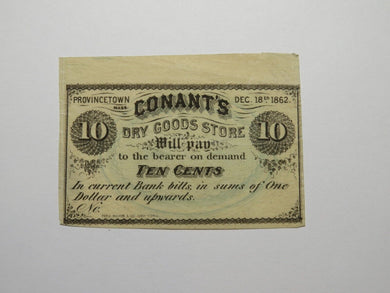 PROVINCETOWN MASS. CONANT'S DEC. 18TH 1862.
10 DRY GOODS STORE 10
Will pay
to the bearer on demand
TEN CENTS
In current Bank bills, in sums of One
Dollar and upwards.
No.